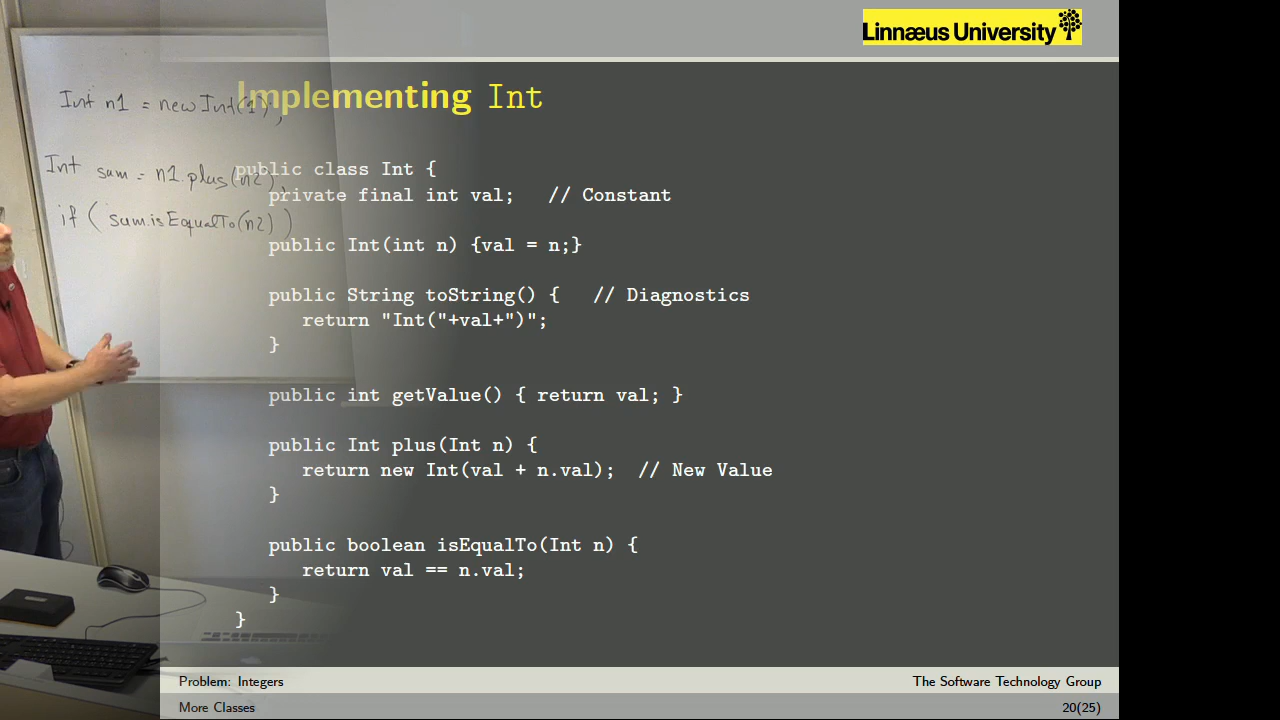 Linnæus University
Implementing Int
Int n1 = new Int(1);
Int sum = n1.plus(n2);
if (sum.isEqualTo(n2))
public class Int {
private final int val; // Constant
public Int(int n) {val = n;}
public String toString() { // Diagnostics
return "Int("+val+")";
}
public int getValue() { return val; }
public Int plus(Int n) {
return new Int(val + n.val); // New Value
}
public boolean isEqualTo(Int n) {
return val == n.val;
}
}
Problem: Integers
The Software Technology Group
More Classes
20(25)